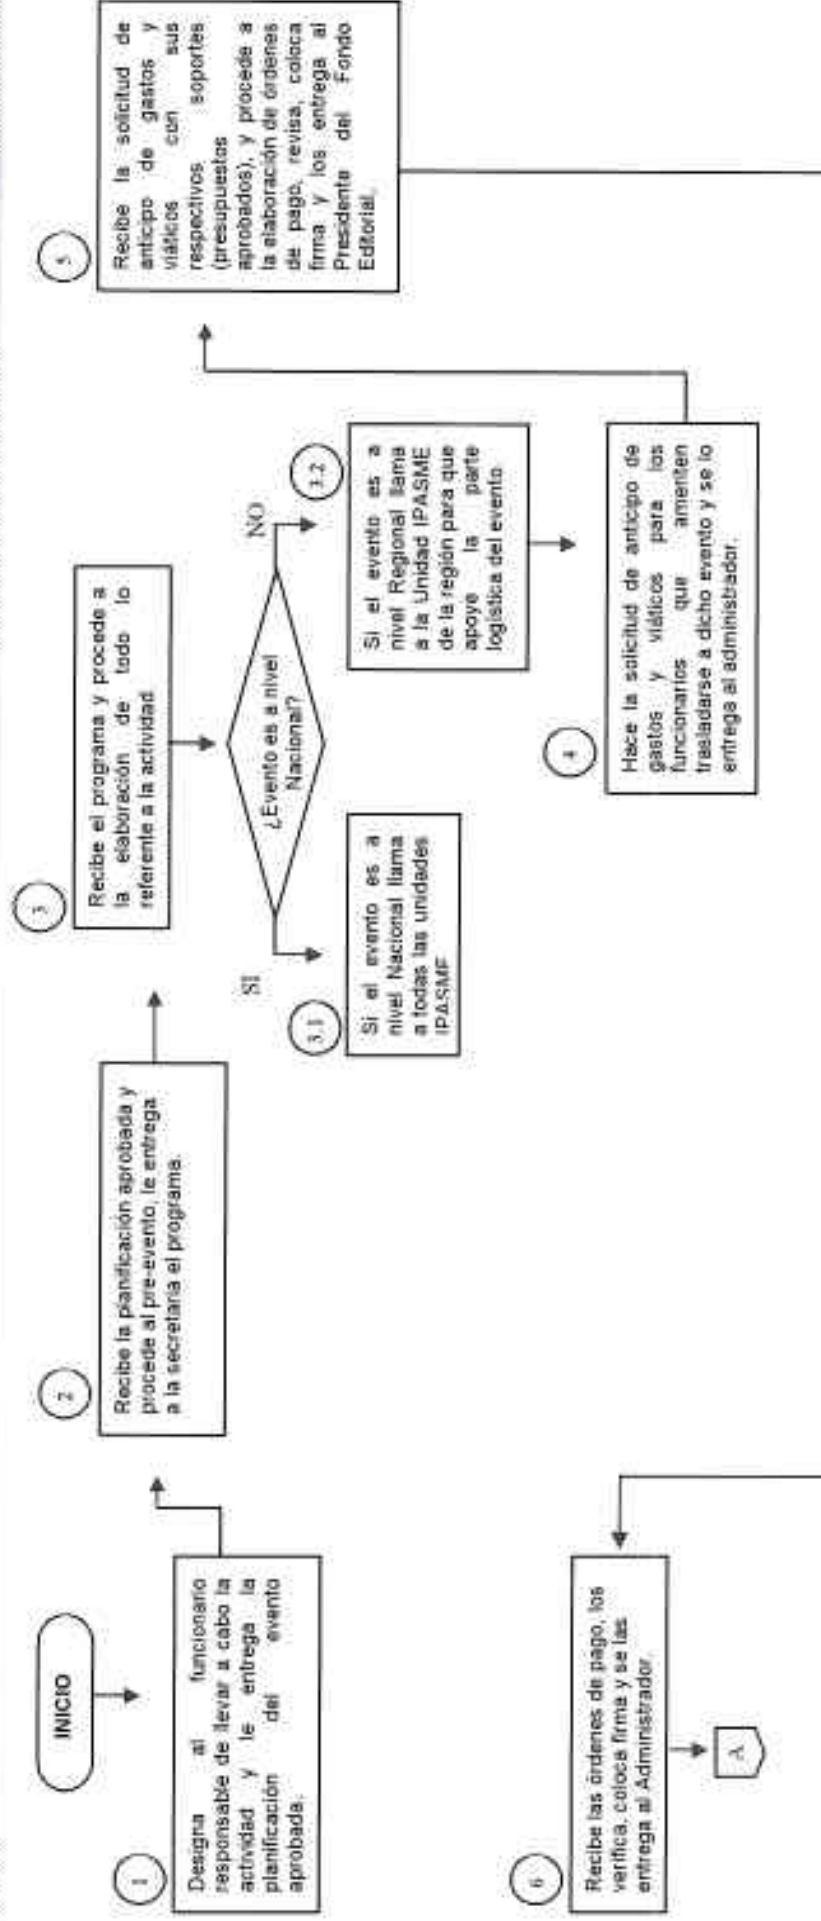 INICIO
1
Designa al funcionario
responsable de llevar a cabo la
actividad y le entrega la
planificación del evento
aprobada.
2
Recibe la planificación aprobada y
procede al pre-evento, le entrega
a la secretaria el programa.
3
Recibe el programa y procede a
la elaboración de todo lo
referente a la actividad
¿Evento es a nivel
Nacional?
SI
NO
3.1
Si el evento es a
nivel Nacional llama
a todas las unidades
IPASME
3.2
Si el evento es a
nivel Regional llama
a la Unidad IPASME
de la región para que
apoye la parte
logística del evento
4
Hace la solicitud de anticipo de
gastos y viáticos para los
funcionarios que ameriten
trasladarse a dicho evento y se lo
entrega al administrador.
5
Recibe la solicitud de
anticipo de gastos y
viáticos con sus
respectivos soportes
(presupuestos
aprobados), y procede a
la elaboración de órdenes
de pago, revisa, coloca
firma y los entrega al
Presidente del Fondo
Editorial.
6
Recibe las órdenes de pago, los
verifica, coloca firma y se las
entrega al Administrador.
A